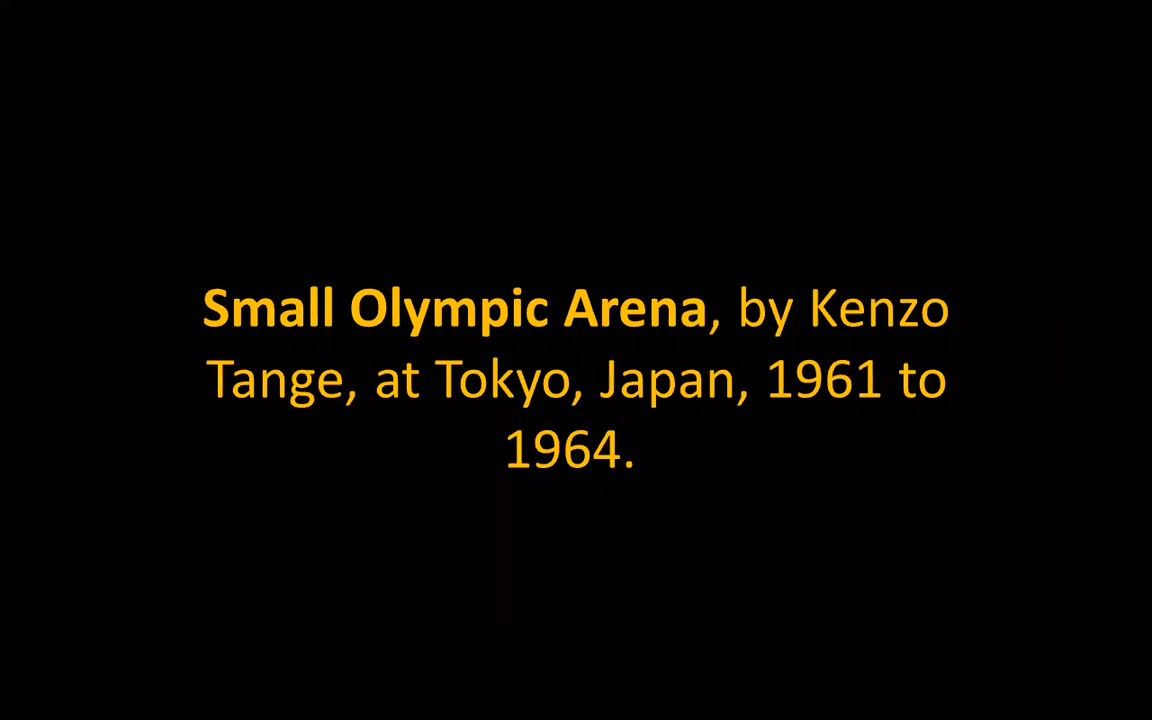 Small Olympic Arena, by Kenzo
Tange, at Tokyo, Japan, 1961 to
1964.